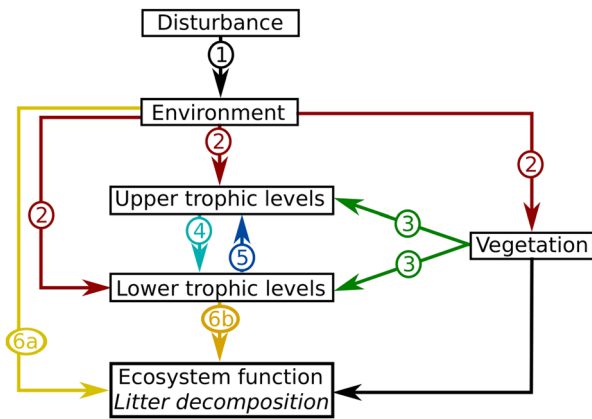 Disturbance
1
Environment
2
2
Upper trophic levels
2
3
4
5
Vegetation
3
Lower trophic levels
6b
6a
Ecosystem function
Litter decomposition